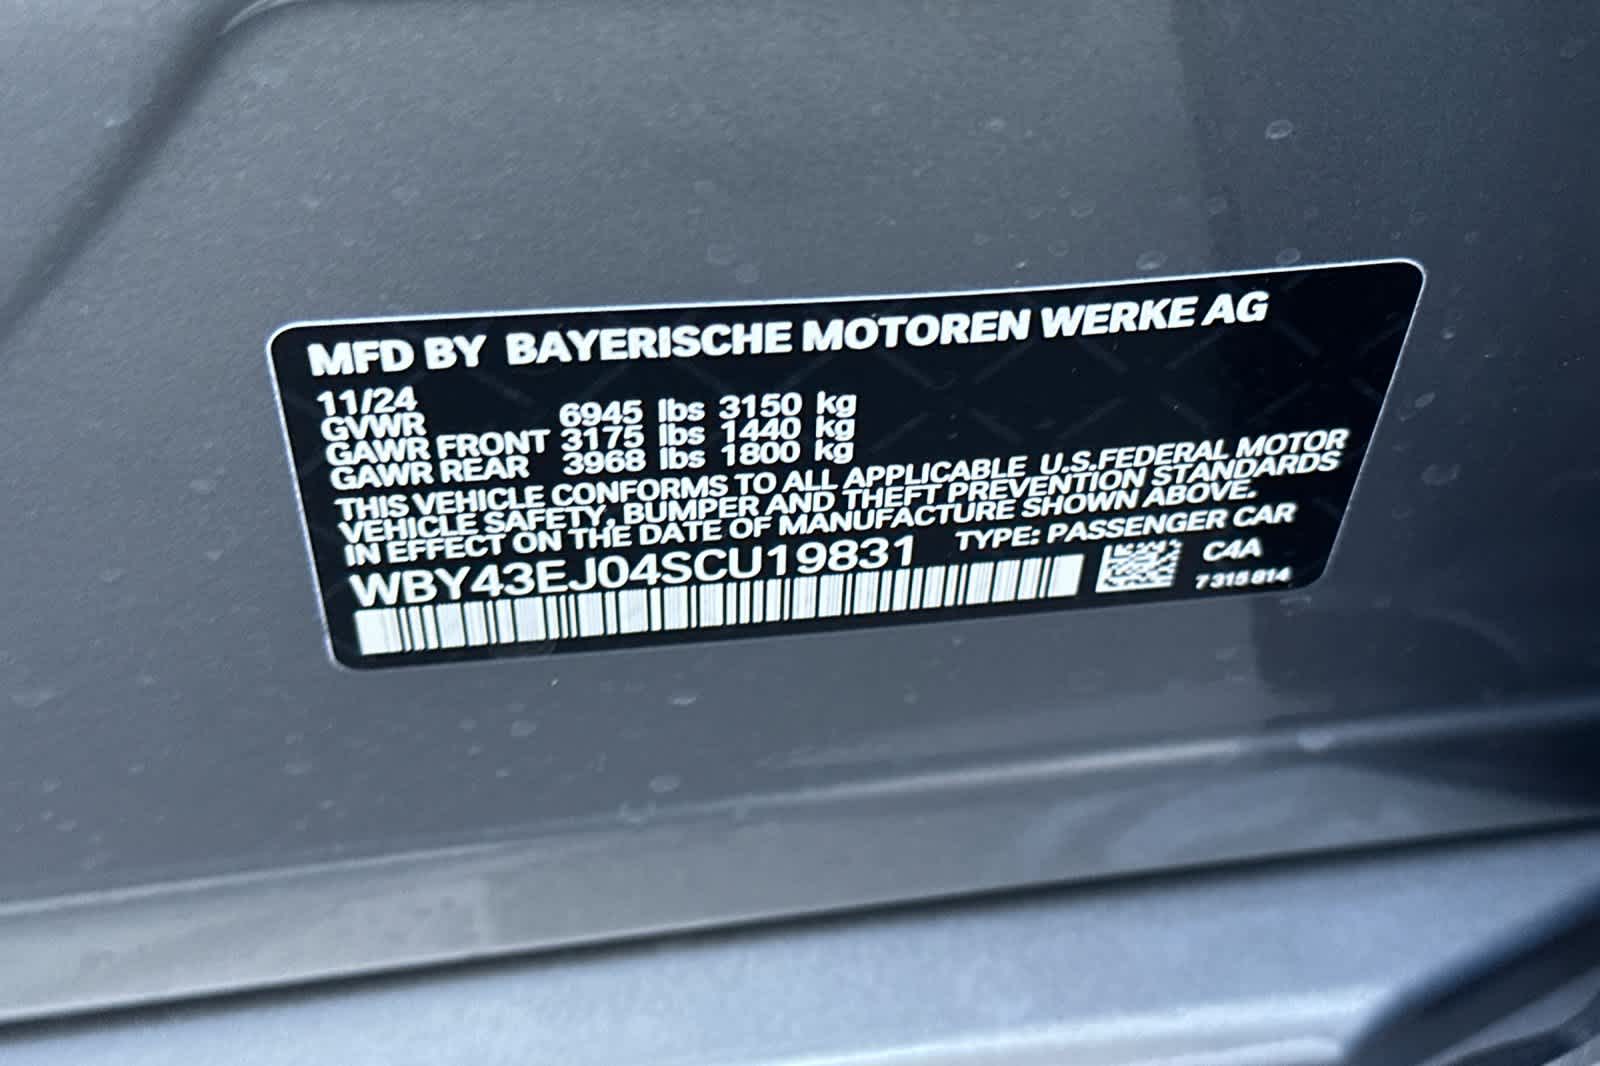 MFD BY BAYERISCHE MOTOREN WERKE AG
11/24
GVWR 6945 lbs 3150 kg
GAWR FRONT 3175 lbs 1440 kg
GAWR REAR 3968 lbs 1800 kg
THIS VEHICLE CONFORMS TO ALL APPLICABLE U.S.FEDERAL MOTOR
VEHICLE SAFETY, BUMPER AND THEFT PREVENTION STANDARDS
IN EFFECT ON THE DATE OF MANUFACTURE SHOWN ABOVE.
WBY43EJ04SCU19831 TYPE: PASSENGER CAR
C4A
7 315 814